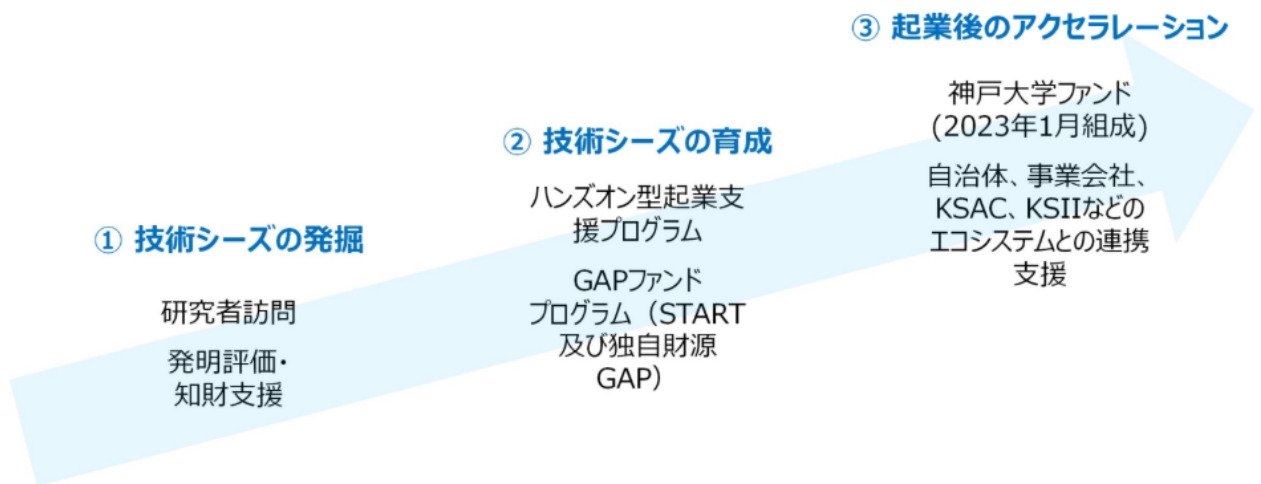 ① 技術シーズの発掘
研究者訪問
発明評価・
知財支援
② 技術シーズの育成
ハンズオン型起業支
援プログラム
GAPファンド
プログラム（START
及び独自財源
GAP）
③ 起業後のアクセラレーション
神戸大学ファンド
(2023年1月組成)
自治体、事業会社、
KSAC、KSIIなどの
エコシステムとの連携
支援